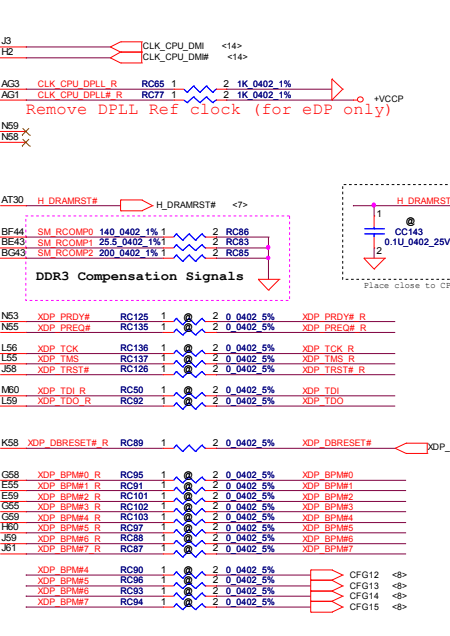 J3 CLK_CPU_DMI <14>
H2 CLK_CPU_DMI# <14>
AG3 CLK_CPU_DPLL_R RC65 1 2 1K_0402_1%
AG1 CLK_CPU_DPLL#_R RC77 1 2 1K_0402_1% +VCCP
Remove DPLL Ref clock (for eDP only)
N59
N58
AT30 H_DRAMRST# H_DRAMRST# <7> H_DRAMRST
1
@
CC143
0.1U_0402_25V
2
Place close to CP
BF44 SM_RCOMP0 140_0402_1% 1 2 RC86
BE43 SM_RCOMP1 25.5_0402_1% 1 2 RC83
BG43 SM_RCOMP2 200_0402_1% 1 2 RC85
DDR3 Compensation Signals
N53 XDP_PRDY# RC125 1 @ 2 0_0402_5% XDP_PRDY#_R
N55 XDP_PREQ# RC135 1 @ 2 0_0402_5% XDP_PREQ#_R
L56 XDP_TCK RC136 1 @ 2 0_0402_5% XDP_TCK_R
L55 XDP_TMS RC137 1 @ 2 0_0402_5% XDP_TMS_R
J58 XDP_TRST# RC126 1 @ 2 0_0402_5% XDP_TRST#_R
M60 XDP_TDI_R RC50 1 @ 2 0_0402_5% XDP_TDI
L59 XDP_TDO_R RC92 1 @ 2 0_0402_5% XDP_TDO
K58 XDP_DBRESET#_R RC89 1 2 0_0402_5% XDP_DBRESET# XDP_
G58 XDP_BPM#0_R RC95 1 @ 2 0_0402_5% XDP_BPM#0
E55 XDP_BPM#1_R RC91 1 @ 2 0_0402_5% XDP_BPM#1
E59 XDP_BPM#2_R RC101 1 @ 2 0_0402_5% XDP_BPM#2
G55 XDP_BPM#3_R RC102 1 @ 2 0_0402_5% XDP_BPM#3
G59 XDP_BPM#4_R RC103 1 @ 2 0_0402_5% XDP_BPM#4
H60 XDP_BPM#5_R RC97 1 @ 2 0_0402_5% XDP_BPM#5
J59 XDP_BPM#6_R RC88 1 @ 2 0_0402_5% XDP_BPM#6
J61 XDP_BPM#7_R RC87 1 @ 2 0_0402_5% XDP_BPM#7
XDP_BPM#4 RC90 1 @ 2 0_0402_5% CFG12 <8>
XDP_BPM#5 RC96 1 @ 2 0_0402_5% CFG13 <8>
XDP_BPM#6 RC93 1 @ 2 0_0402_5% CFG14 <8>
XDP_BPM#7 RC94 1 @ 2 0_0402_5% CFG15 <8>